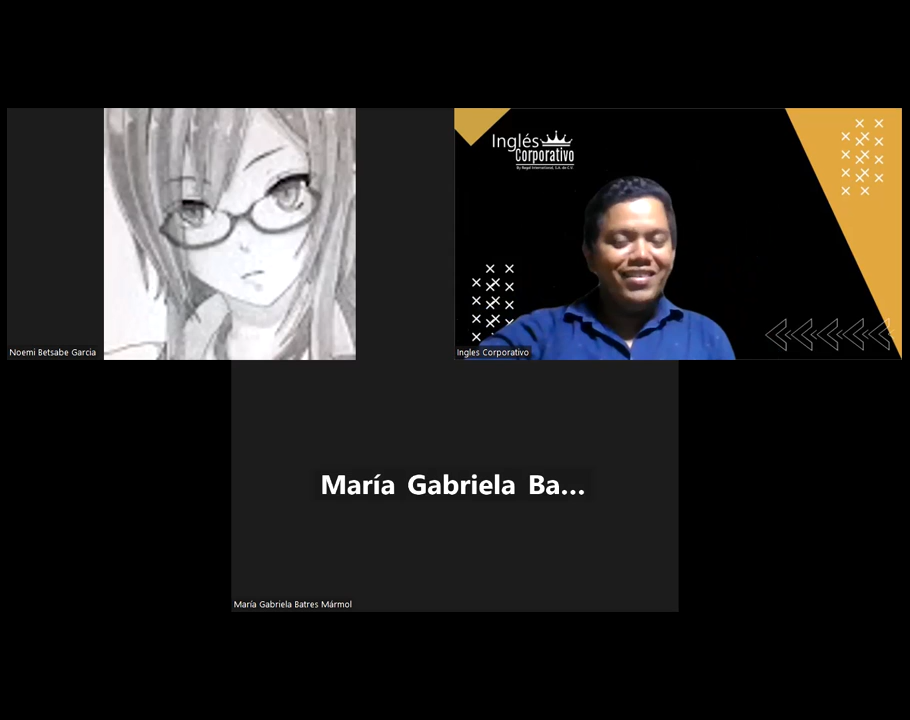 Inglés
Corporativo
By Regal International, S.A. de C.V.
Noemi Betsabe Garcia
Ingles Corporativo
María Gabriela Ba...
María Gabriela Batres Mármol